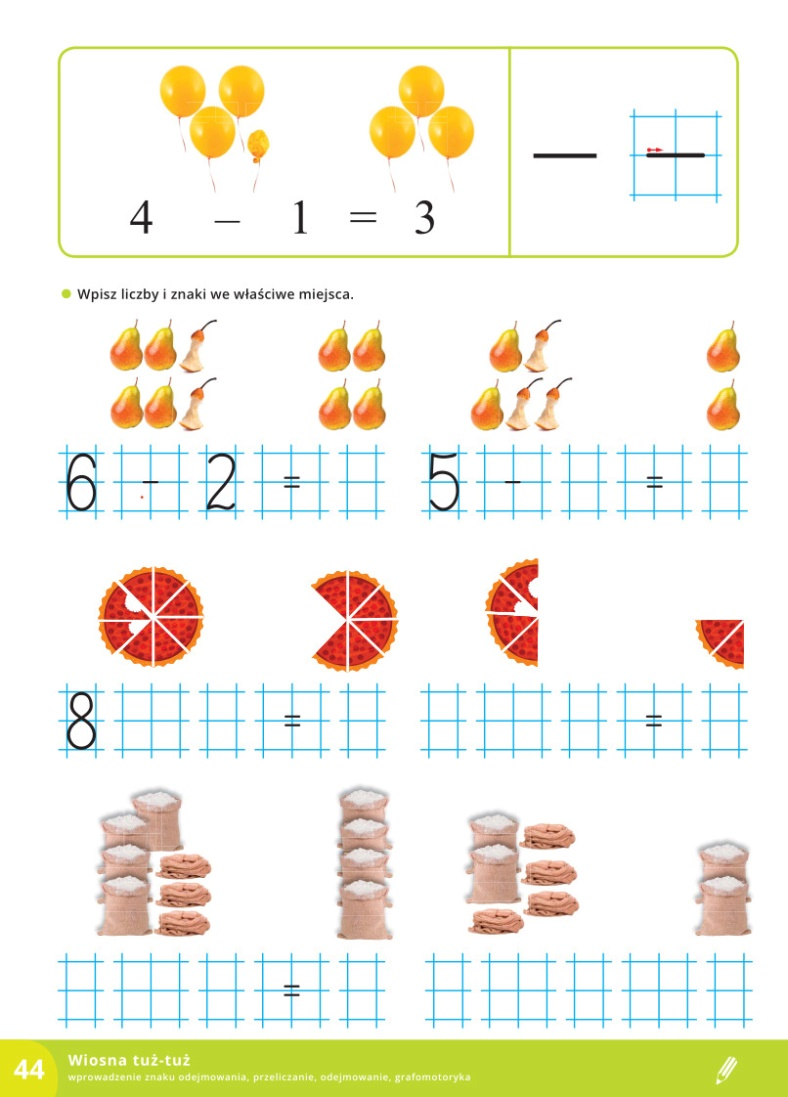 4 – 1 = 3
Wpisz liczby i znaki we właściwe miejsca.
6 - 2 =
5 - =
8 =
=
=
44
Wiosna tuż-tuż
wprowadzenie znaku odejmowania, przeliczanie, odejmowanie, grafomotoryka